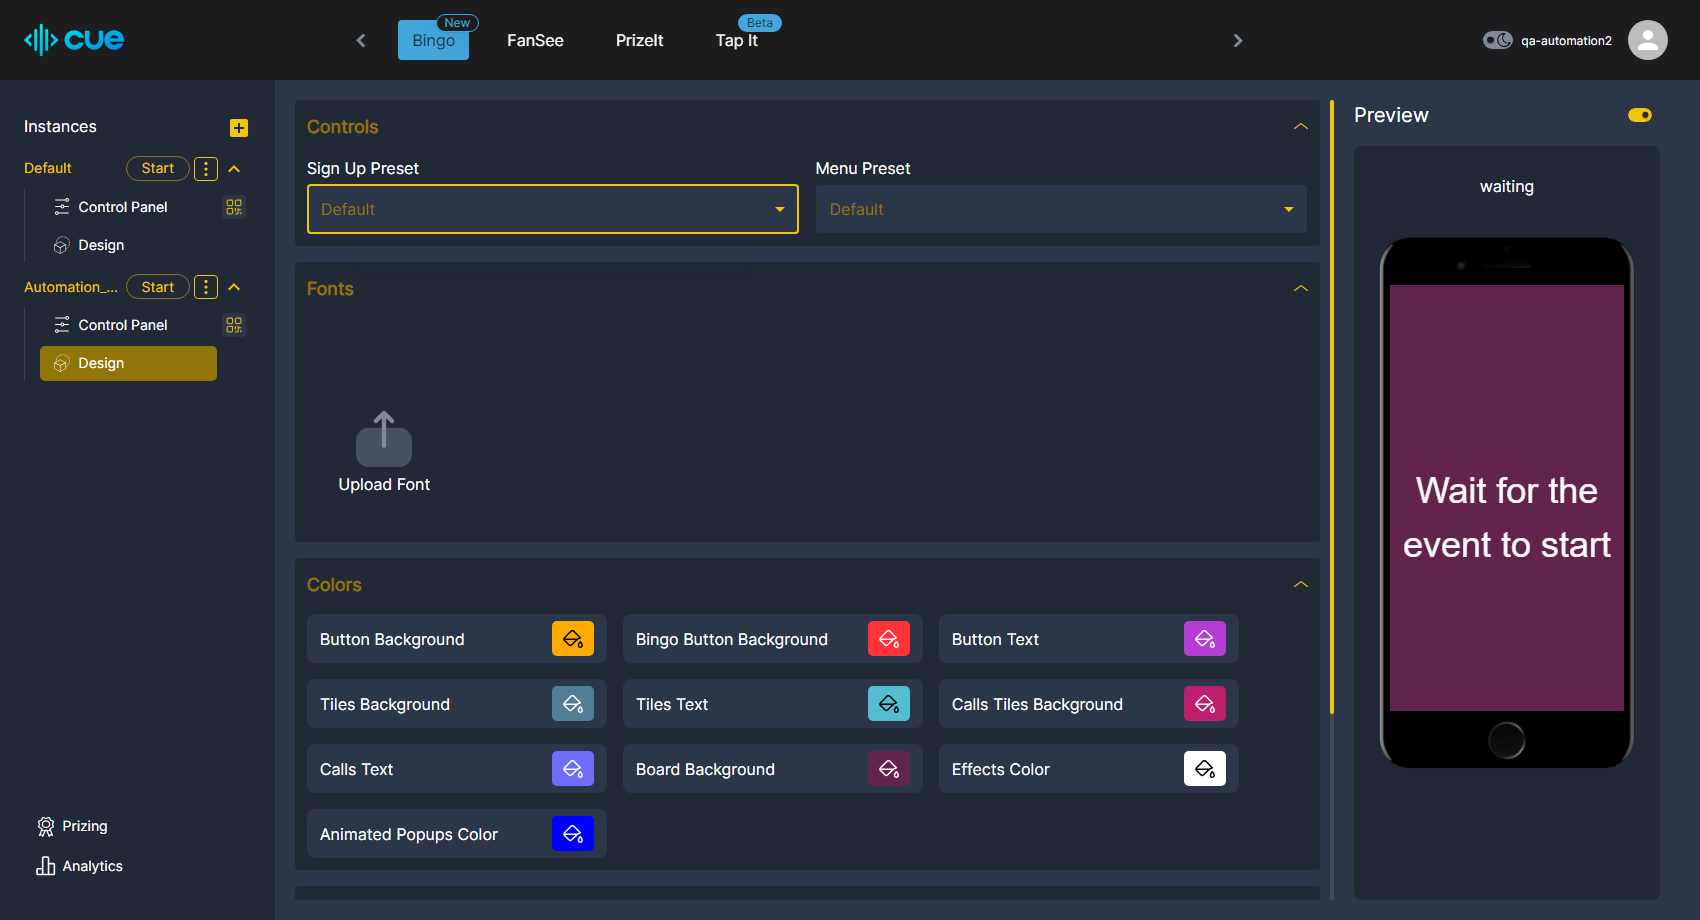 cue
Bingo
New
FanSee
PrizeIt
Tap It
Beta
qa-automation2
Instances
Default
Start
Control Panel
Design
Automation_...
Start
Control Panel
Design
Prizing
Analytics
Controls
Sign Up Preset
Menu Preset
Default
Default
Fonts
Upload Font
Colors
Button Background
Bingo Button Background
Button Text
Tiles Background
Tiles Text
Calls Tiles Background
Calls Text
Board Background
Effects Color
Animated Popups Color
Preview
waiting
Wait for the
event to start